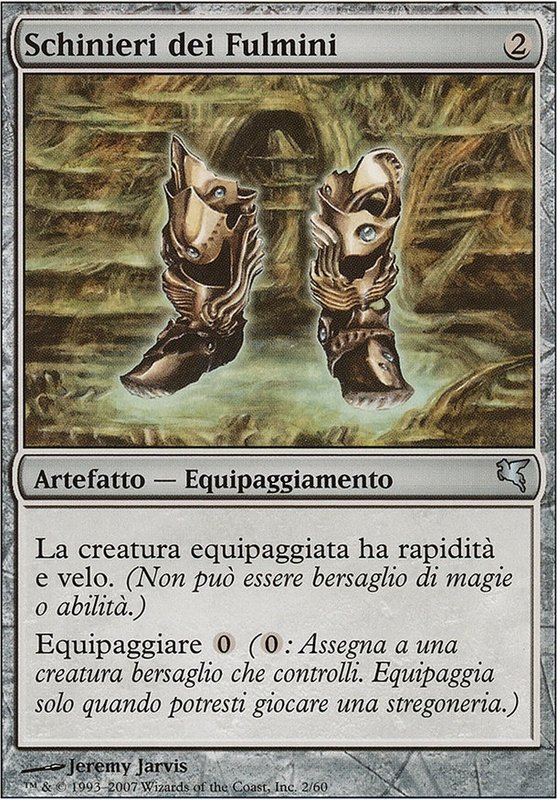 Schinieri dei Fulmini 2
Artefatto — Equipaggiamento
La creatura equipaggiata ha rapidità
e velo. (Non può essere bersaglio di magie
o abilità.)
Equipaggiare 0 (0: Assegna a una
creatura bersaglio che controlli. Equipaggia
solo quando potresti giocare una stregoneria.)
Jeremy Jarvis
™ & © 1993–2007 Wizards of the Coast, Inc. 2/60